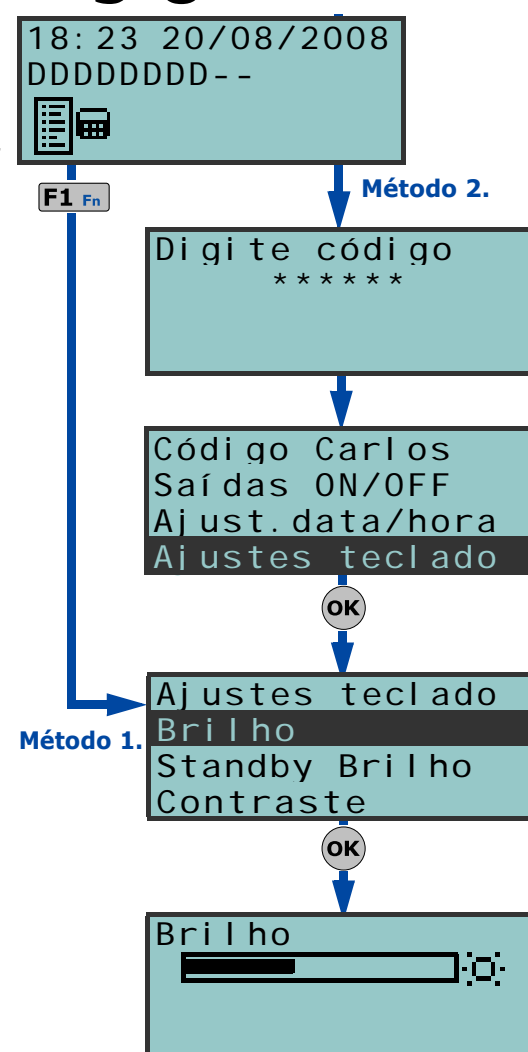 18:23 20/08/2008
DDDDDDDD--
F1 Fn
Método 2.
Digite código
******
Código Carlos
Saídas ON/OFF
Ajust.data/hora
Ajustes teclado
OK
Ajustes teclado
Método 1.
Brilho
Standby Brilho
Contraste
OK
Brilho